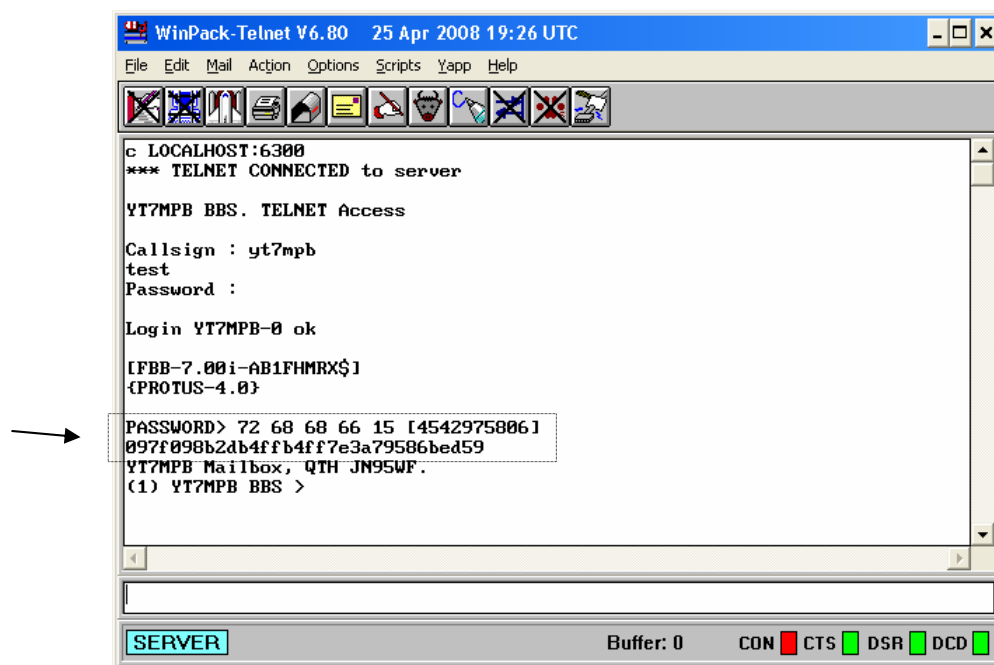 WinPack-Telnet V6.80 25 Apr 2008 19:26 UTC
File Edit Mail Action Options Scripts Yapp Help
c LOCALHOST:6300
*** TELNET CONNECTED to server
YT7MPB BBS. TELNET Access
Callsign : yt7mpb
test
Password :
Login YT7MPB-0 ok
[FBB-7.00i-AB1FHMRX$]
{PROTUS-4.0}
PASSWORD> 72 68 68 66 15 [4542975806]
097f098b2db4ffb4ff7e3a79586bed59
YT7MPB Mailbox, QTH JN95WF.
(1) YT7MPB BBS >
SERVER Buffer: 0 CON CTS DSR DCD